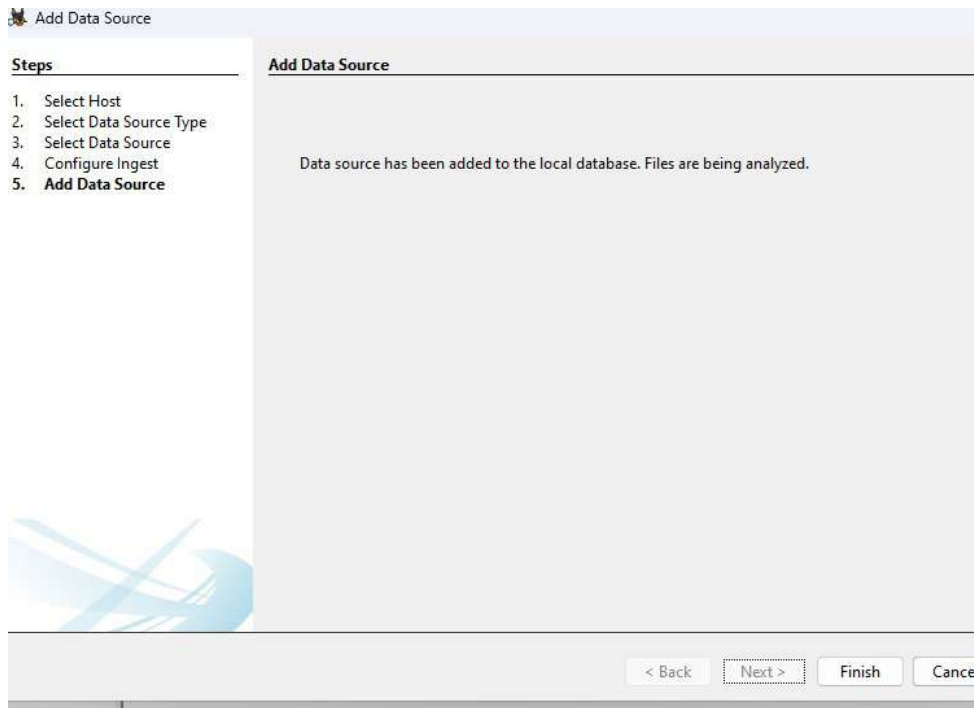 Add Data Source
Steps
1. Select Host
2. Select Data Source Type
3. Select Data Source
4. Configure Ingest
5. Add Data Source
Add Data Source
Data source has been added to the local database. Files are being analyzed.
< Back Next > Finish Cance